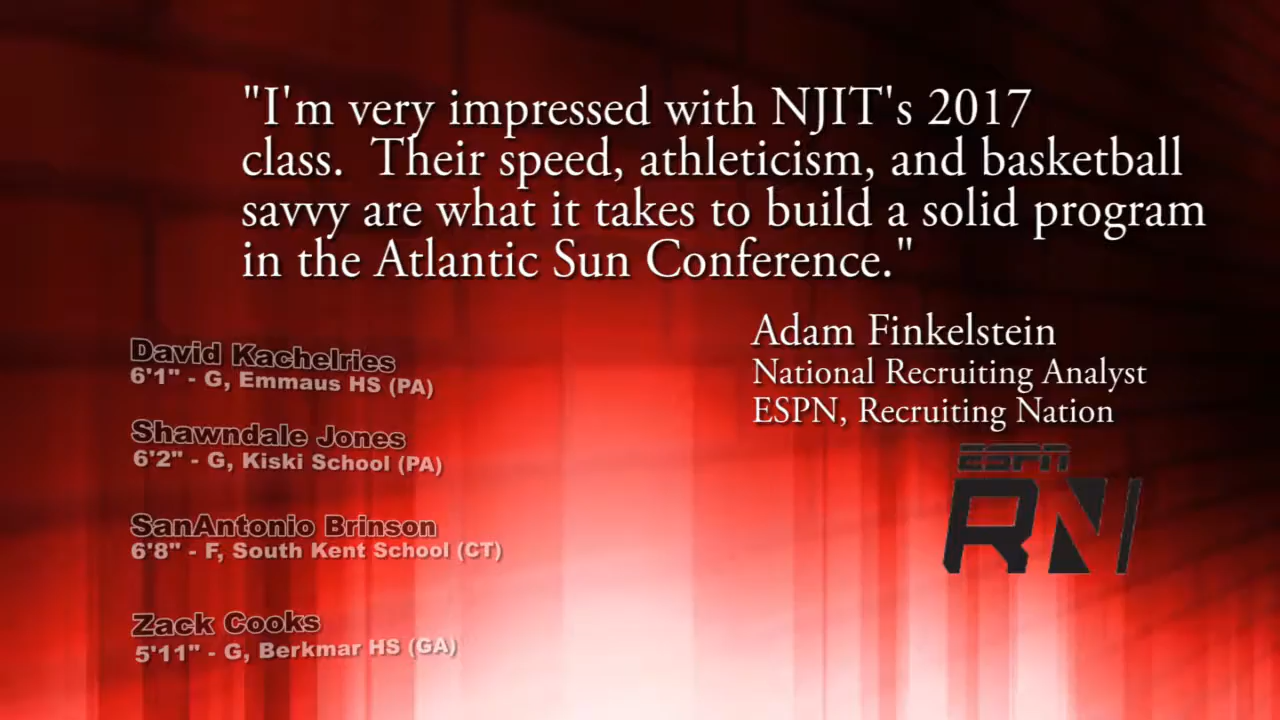 "I'm very impressed with NJIT's 2017
class.  Their speed, athleticism, and basketball
savvy are what it takes to build a solid program
in the Atlantic Sun Conference."
Adam Finkelstein
National Recruiting Analyst
ESPN, Recruiting Nation
ESPN
RN
David Kachelries
6'1" - G, Emmaus HS (PA)
Shawndale Jones
6'2" - G, Kiski School (PA)
SanAntonio Brinson
6'8" - F, South Kent School (CT)
Zack Cooks
5'11" - G, Berkmar HS (GA)